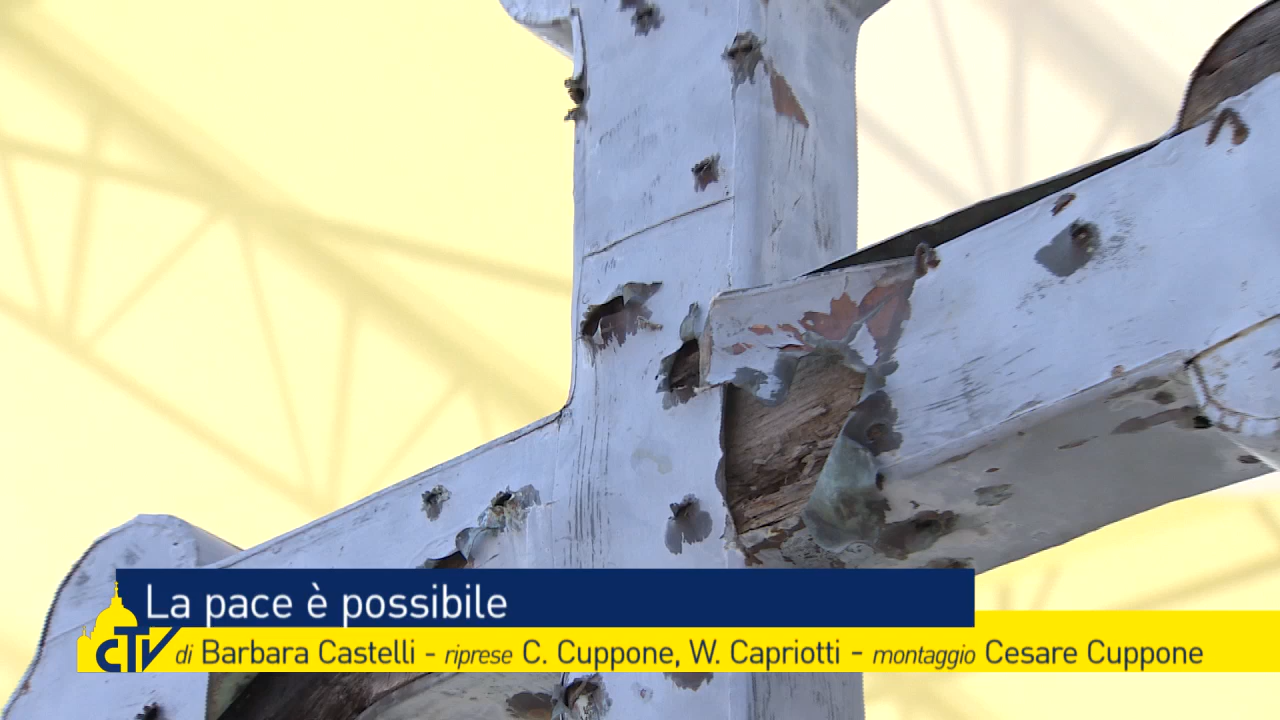 La pace è possibile
CTV di Barbara Castelli - riprese C. Cuppone, W. Capriotti - montaggio Cesare Cuppone